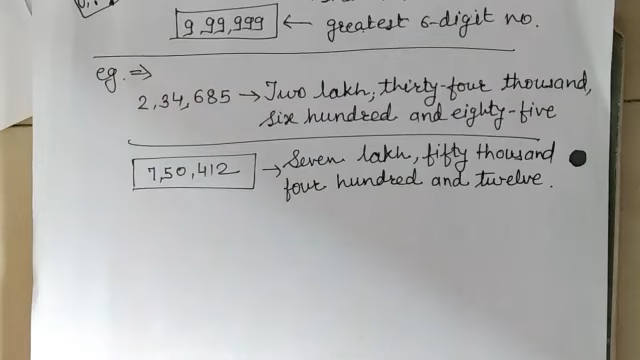 9,99,999 ← greatest 6-digit no.
eg. ⇒
2,34,685 → Two lakh, thirty-four thousand,
six hundred and eighty-five
7,50,412 → Seven lakh, fifty thousand
four hundred and twelve.